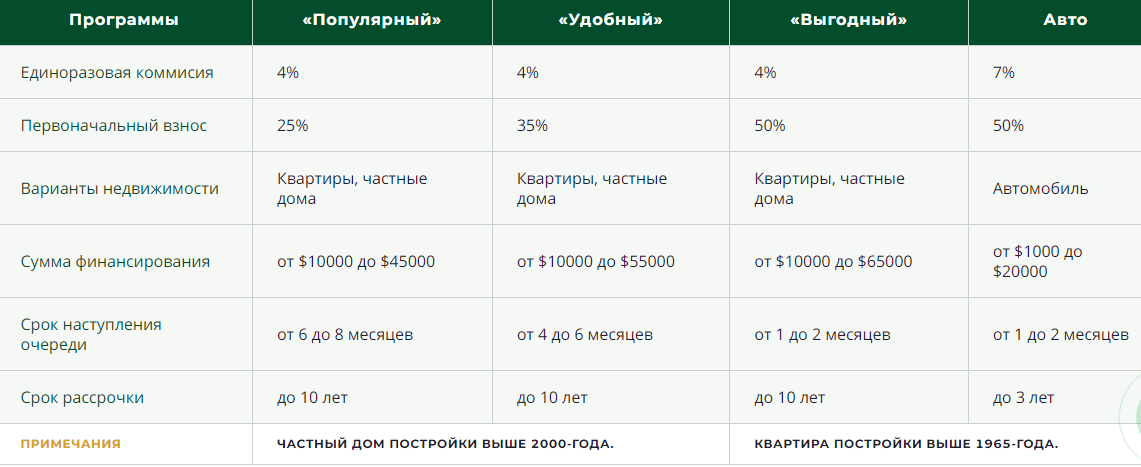 Программы «Популярный» «Удобный» «Выгодный» Авто
Единоразовая коммисия 4% 4% 4% 7%
Первоначальный взнос 25% 35% 50% 50%
Варианты недвижимости Квартиры, частные дома Квартиры, частные дома Квартиры, частные дома Автомобиль
Сумма финансирования от $10000 до $45000 от $10000 до $55000 от $10000 до $65000 от $1000 до $20000
Срок наступления очереди от 6 до 8 месяцев от 4 до 6 месяцев от 1 до 2 месяцев от 1 до 2 месяцев
Срок рассрочки до 10 лет до 10 лет до 10 лет до 3 лет
ПРИМЕЧАНИЯ ЧАСТНЫЙ ДОМ ПОСТРОЙКИ ВЫШЕ 2000-ГОДА. КВАРТИРА ПОСТРОЙКИ ВЫШЕ 1965-ГОДА.